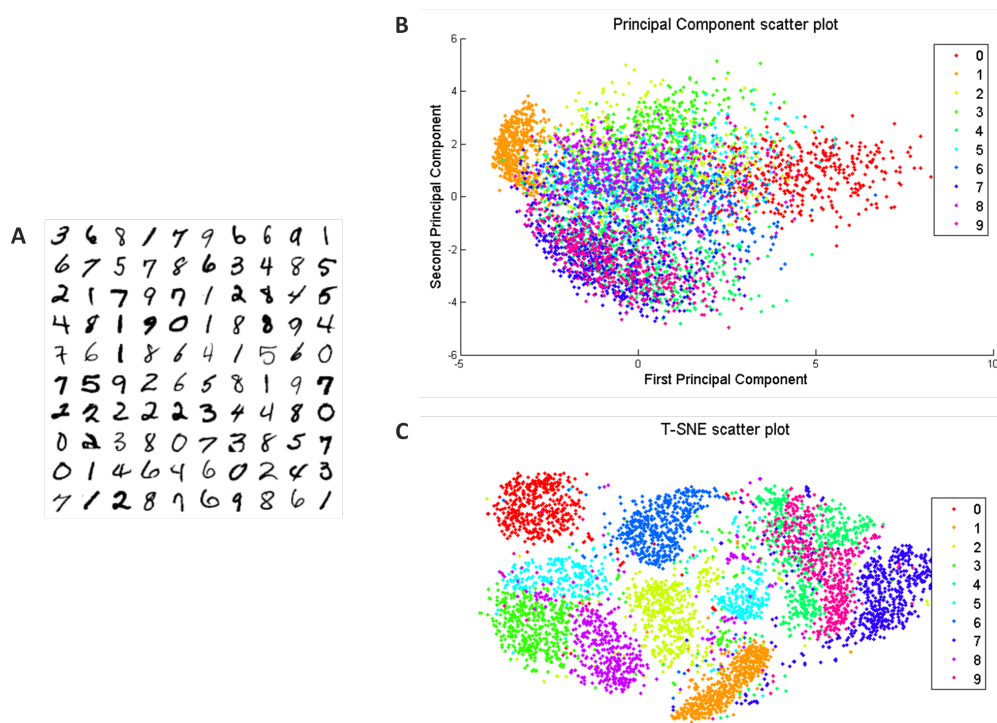 A
3 6 8 1 7 9 6 6 9 1
6 7 5 7 8 6 3 4 8 5
2 1 7 9 7 1 2 8 4 5
4 8 1 9 0 1 8 8 9 4
7 6 1 8 6 4 1 5 6 0
7 5 9 2 6 5 8 1 9 7
2 2 2 2 2 3 4 4 8 0
0 2 3 8 0 7 3 8 5 7
0 1 4 6 4 6 0 2 4 3
7 1 2 8 7 6 9 8 6 1
B
Principal Component scatter plot
Second Principal Component
6
4
2
0
-2
-4
-6
-5
0
5
10
First Principal Component
0
1
2
3
4
5
6
7
8
9
C
T-SNE scatter plot
0
1
2
3
4
5
6
7
8
9